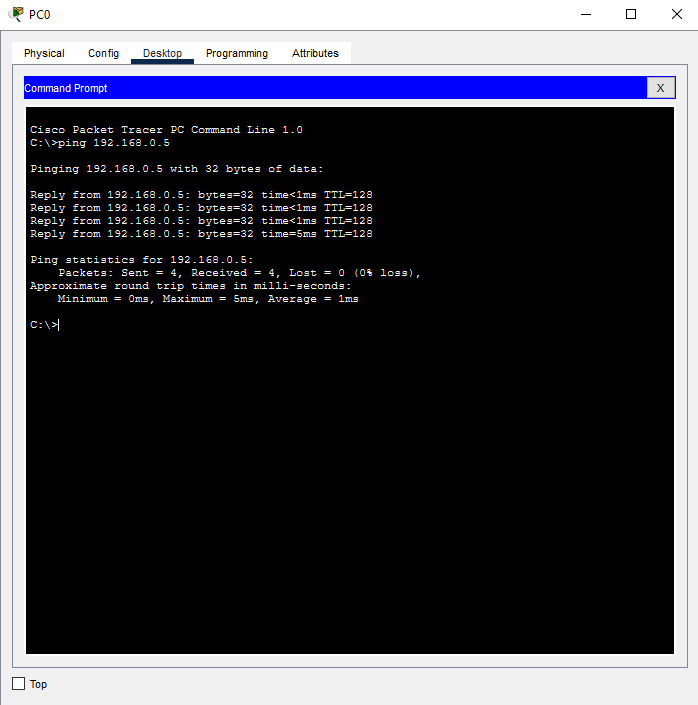 PC0
Physical Config Desktop Programming Attributes
Command Prompt X
Cisco Packet Tracer PC Command Line 1.0
C:\>ping 192.168.0.5
Pinging 192.168.0.5 with 32 bytes of data:
Reply from 192.168.0.5: bytes=32 time<1ms TTL=128
Reply from 192.168.0.5: bytes=32 time<1ms TTL=128
Reply from 192.168.0.5: bytes=32 time<1ms TTL=128
Reply from 192.168.0.5: bytes=32 time=5ms TTL=128
Ping statistics for 192.168.0.5:
    Packets: Sent = 4, Received = 4, Lost = 0 (0% loss),
Approximate round trip times in milli-seconds:
    Minimum = 0ms, Maximum = 5ms, Average = 1ms
C:\>
Top